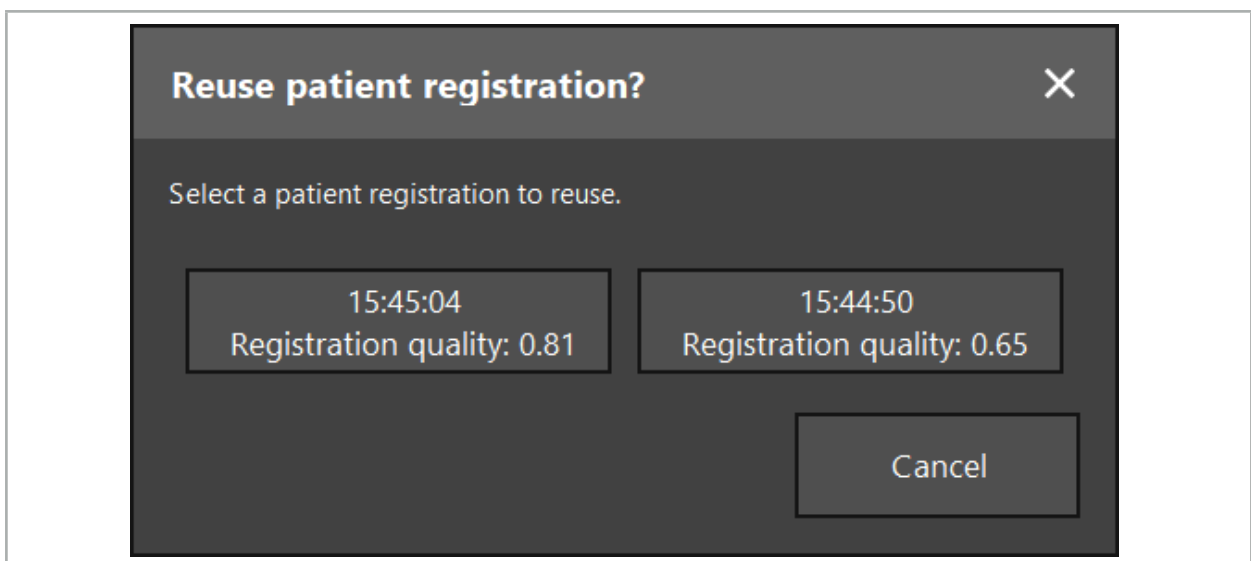 Reuse patient registration?
Select a patient registration to reuse.
15:45:04
Registration quality: 0.81
15:44:50
Registration quality: 0.65
Cancel